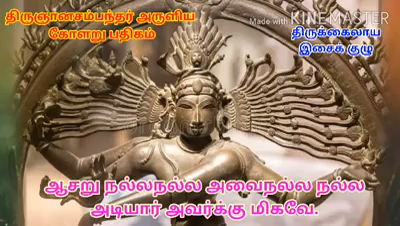 திருஞானசம்பந்தர் அருளிய
கோளறு பதிகம்
Made with KINEMASTER
திருக்கைலாய
இசைக் குழு
ஆசறு நல்லநல்ல அவைநல்ல நல்ல
அடியார் அவர்க்கு மிகவே.